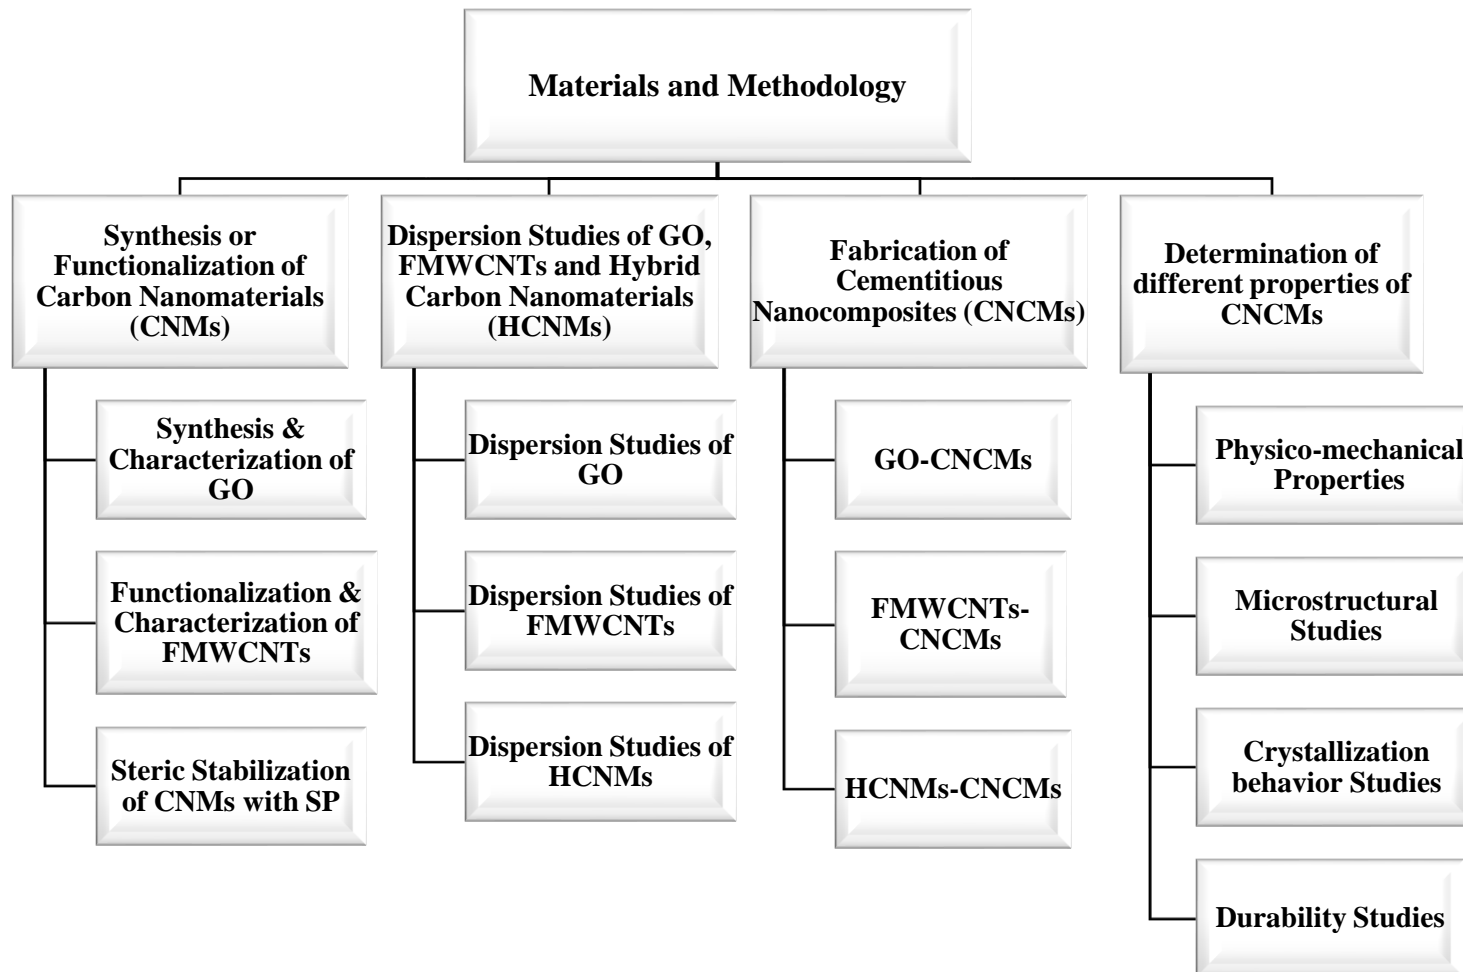 Materials and Methodology
Synthesis or
Functionalization of
Carbon Nanomaterials
(CNMs)
Synthesis &
Characterization of
GO
Functionalization &
Characterization of
FMWCNTs
Steric Stabilization
of CNMs with SP
Dispersion Studies of GO,
FMWCNTs and Hybrid
Carbon Nanomaterials
(HCNMs)
Dispersion Studies of
GO
Dispersion Studies of
FMWCNTs
Dispersion Studies of
HCNMs
Fabrication of
Cementitious
Nanocomposites (CNCMs)
GO-CNCMs
FMWCNTs-
CNCMs
HCNMs-CNCMs
Determination of
different properties of
CNCMs
Physico-mechanical
Properties
Microstructural
Studies
Crystallization
behavior Studies
Durability Studies